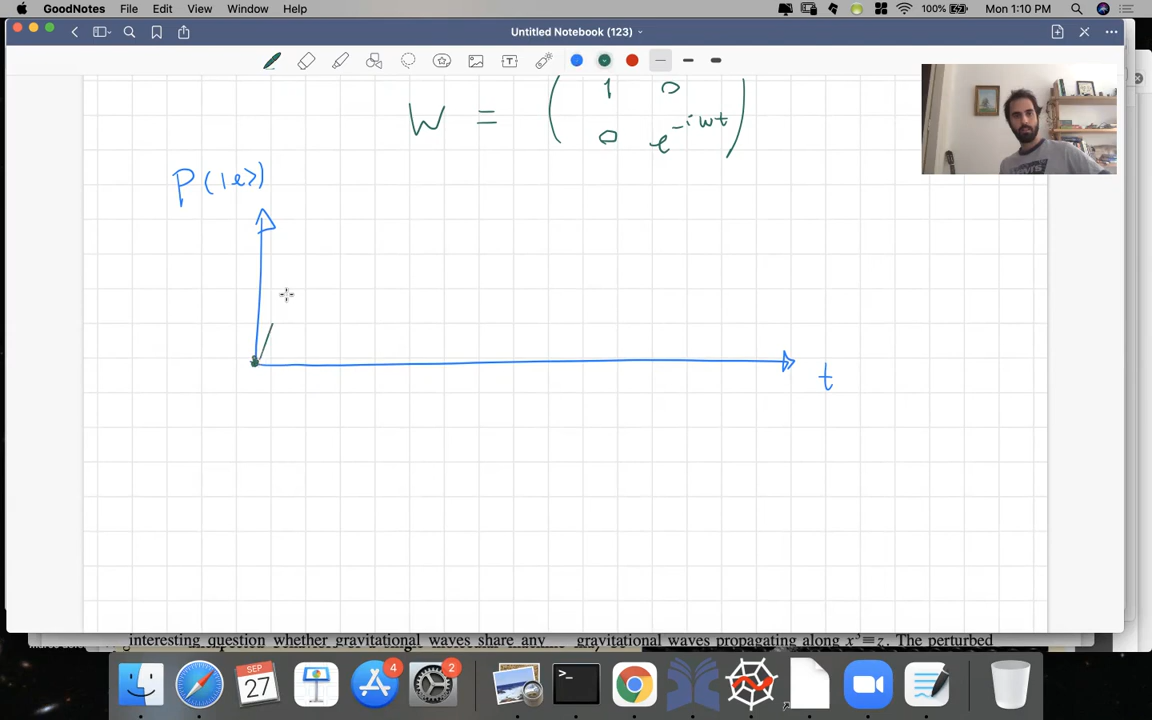 GoodNotes File Edit View Window Help 100% Mon 1:10 PM
Untitled Notebook (123)
W = ( 1 0
0 e^{-iωt} )
P(|e>)
t
interesting question whether gravitational waves share any gravitational waves propagating along x³≡z. The perturbed
SEP
27
4
2